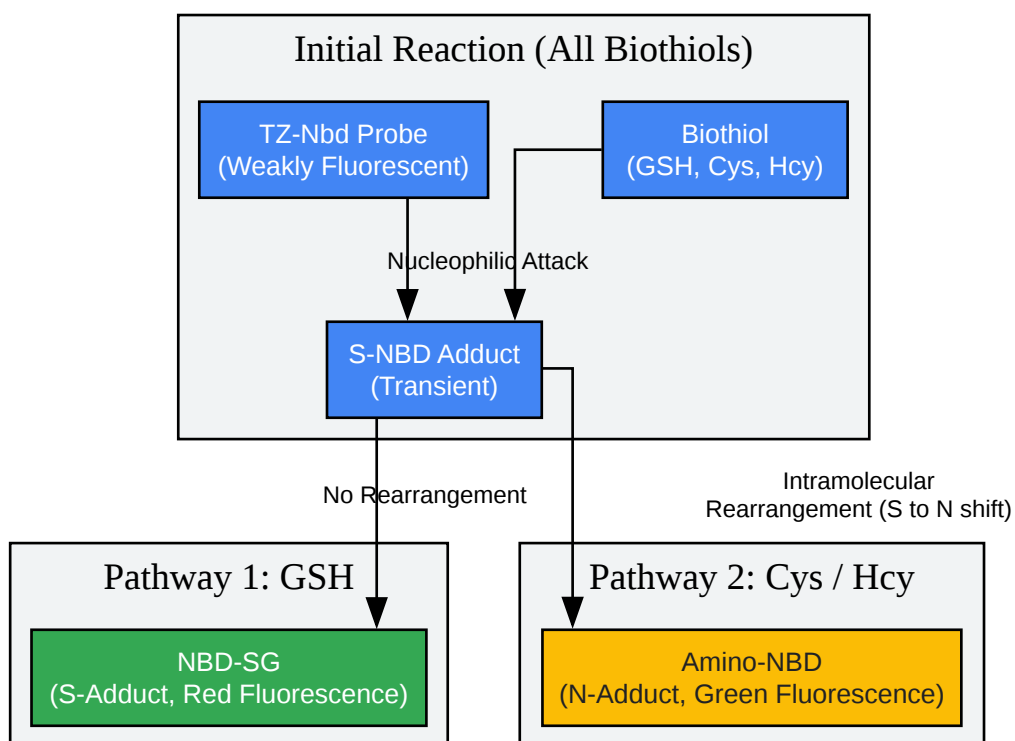 Initial Reaction (All Biothiols)
TZ-Nbd Probe
(Weakly Fluorescent)
Biothiol
(GSH, Cys, Hcy)
Nucleophilic Attack
S-NBD Adduct
(Transient)
No Rearrangement
Intramolecular
Rearrangement (S to N shift)
Pathway 1: GSH
NBD-SG
(S-Adduct, Red Fluorescence)
Pathway 2: Cys / Hcy
Amino-NBD
(N-Adduct, Green Fluorescence)